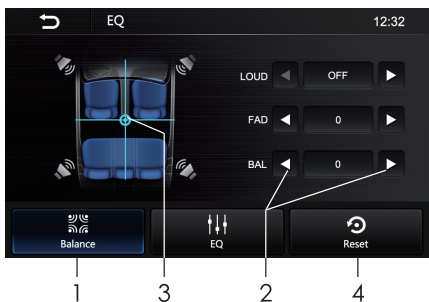 EQ 12:32
LOUD OFF
FAD 0
BAL 0
Balance EQ Reset
1 3 2 4